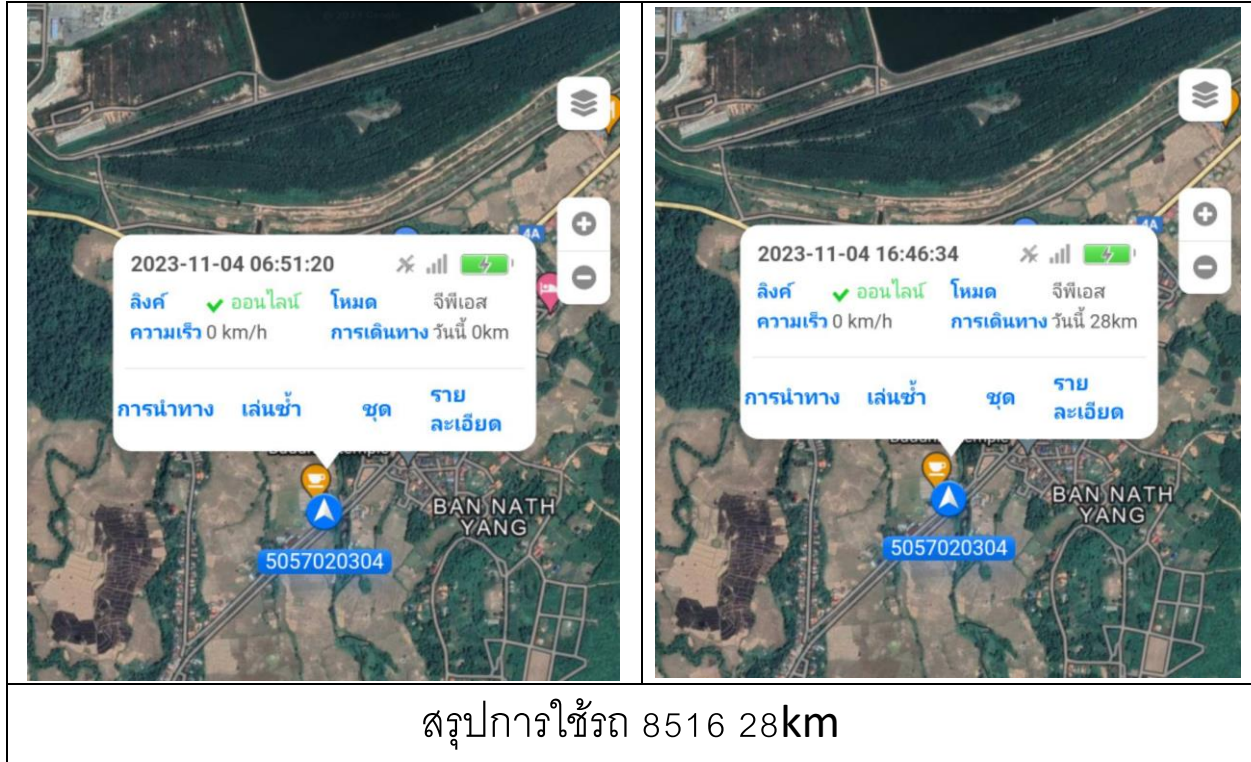 4A
2023-11-04 06:51:20
ลิงค์ ออนไลน์ โหมด จีพีเอส
ความเร็ว 0 km/h การเดินทาง วันนี้ 0km
การนำทาง เล่นซ้ำ ชุด ราย
ละเอียด
BAN NATH
YANG
5057020304
4A
2023-11-04 16:46:34
ลิงค์ ออนไลน์ โหมด จีพีเอส
ความเร็ว 0 km/h การเดินทาง วันนี้ 28km
การนำทาง เล่นซ้ำ ชุด ราย
ละเอียด
BAN NATH
YANG
5057020304
สรุปการใช้รถ 8516 28km